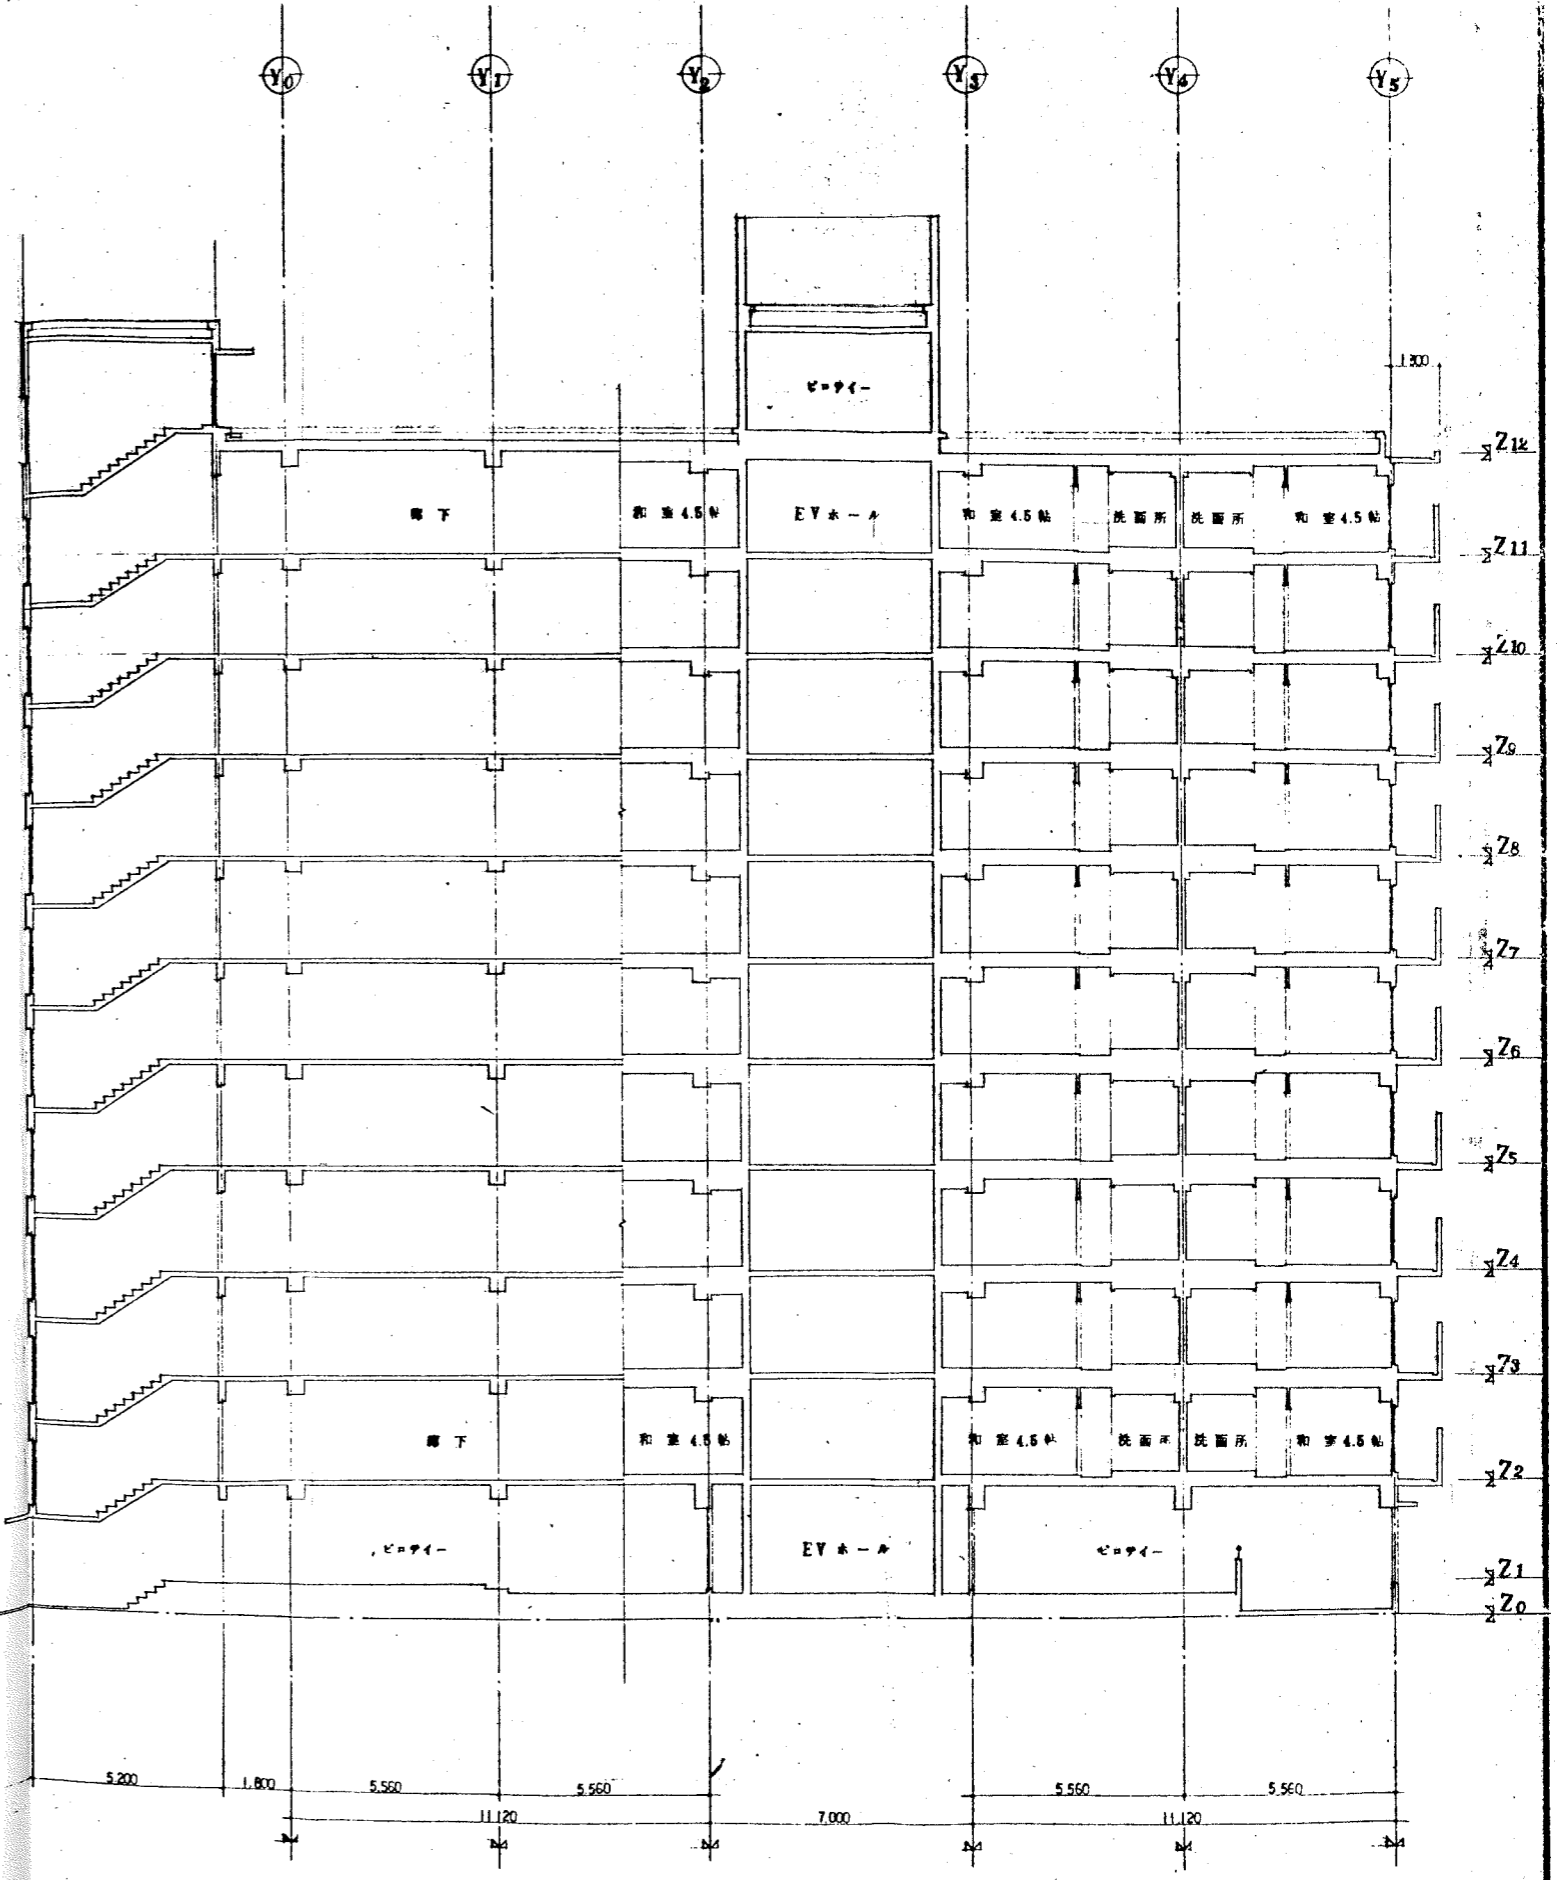 Y0 Y1 Y2 Y3 Y4 Y5
1.800
ピロティー
Z12
廊下 和室4.5帖 EVホール 和室4.5帖 洗面所 洗面所 和室4.5帖
Z11
Z10
Z9
Z8
Z7
Z6
Z5
Z4
Z3
廊下 和室4.5帖 和室4.5帖 洗面所 洗面所 和室4.5帖
Z2
ピロティー EVホール ピロティー
Z1
Z0
5.200 1.800 5.560 5.560 5.560 5.560
11.120 7.000 11.120